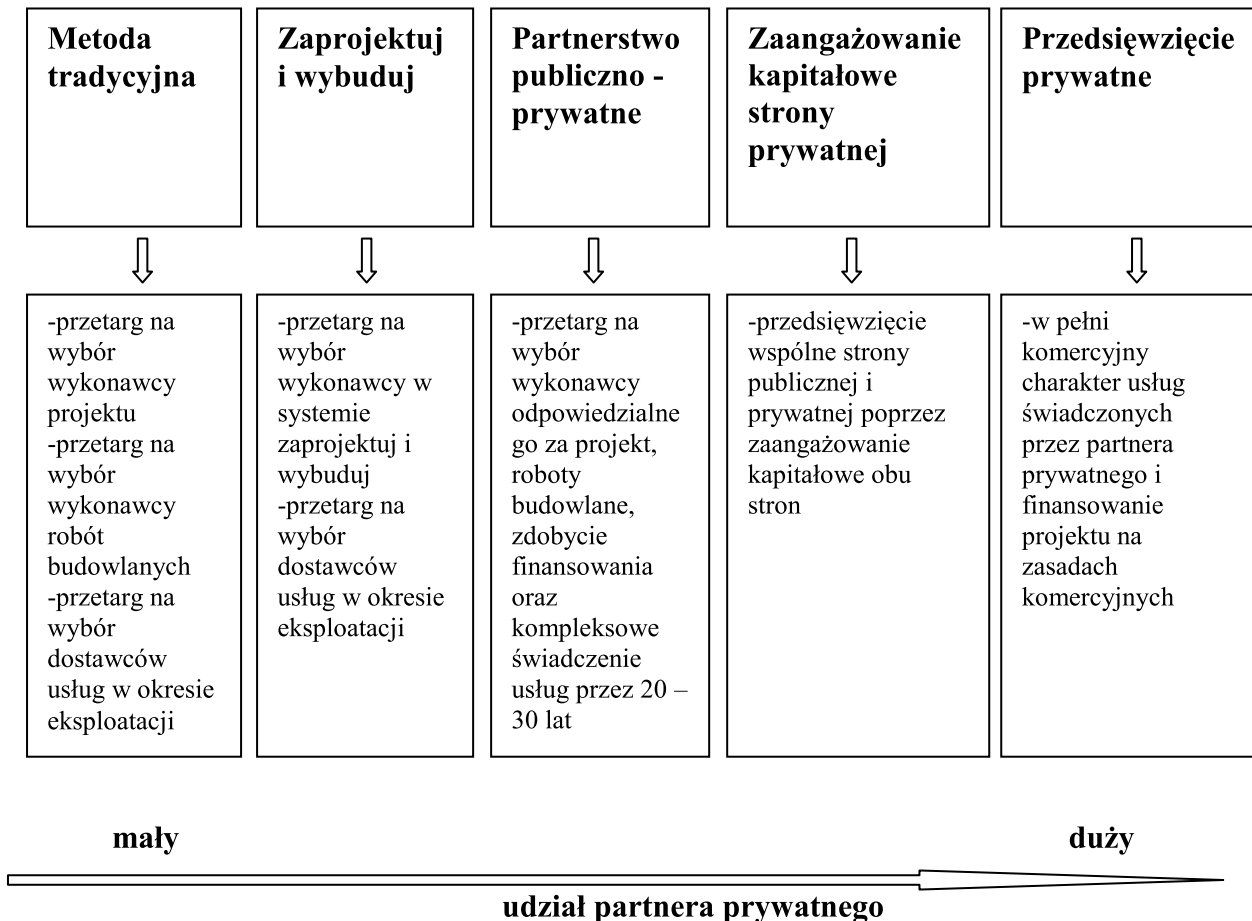 Metoda
tradycyjna
Zaprojektuj
i wybuduj
Partnerstwo
publiczno -
prywatne
Zaangażowanie
kapitałowe
strony
prywatnej
Przedsięwzięcie
prywatne
-przetarg na
wybór
wykonawcy
projektu
-przetarg na
wybór
wykonawcy
robót
budowlanych
-przetarg na
wybór
dostawców
usług w okresie
eksploatacji
-przetarg na
wybór
wykonawcy w
systemie
zaprojektuj i
wybuduj
-przetarg na
wybór
dostawców
usług w okresie
eksploatacji
-przetarg na
wybór
wykonawcy
odpowiedzialne
go za projekt,
roboty
budowlane,
zdobycie
finansowania
oraz
kompleksowe
świadczenie
usług przez 20 –
30 lat
-przedsięwzięcie
wspólne strony
publicznej i
prywatnej poprzez
zaangażowanie
kapitałowe obu
stron
-w pełni
komercyjny
charakter usług
świadczonych
przez partnera
prywatnego i
finansowanie
projektu na
zasadach
komercyjnych
mały
duży
udział partnera prywatnego